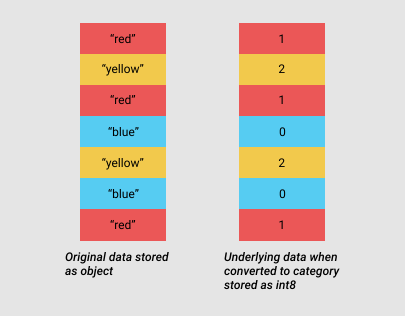 “red”
“yellow”
“red”
“blue”
“yellow”
“blue”
“red”
Original data stored
as object
1
2
1
0
2
0
1
Underlying data when
converted to category
stored as int8